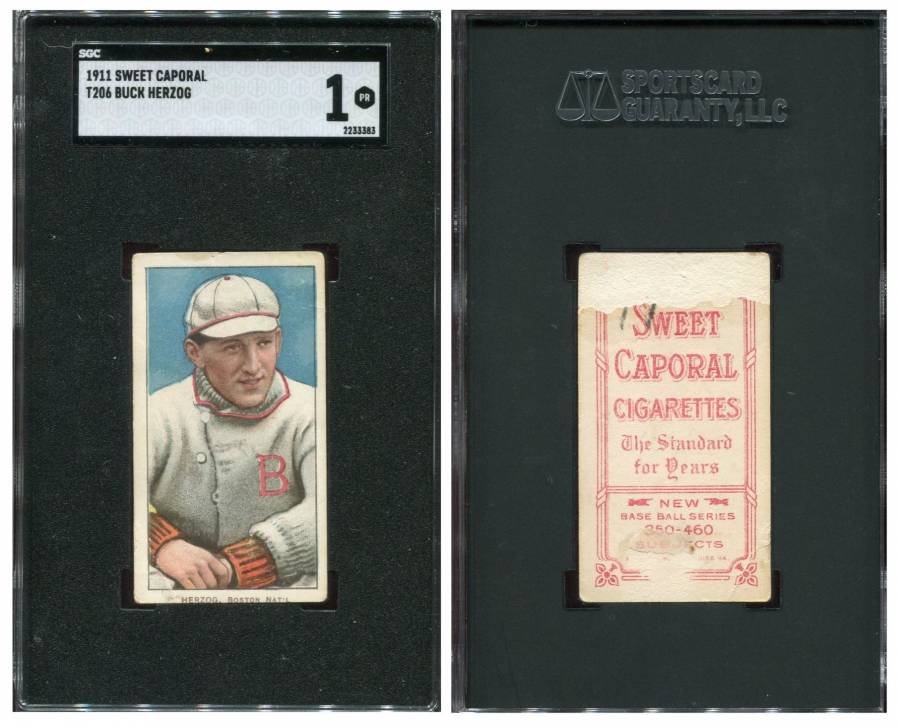 SGC
1911 SWEET CAPORAL
T206 BUCK HERZOG
1
PR
2233383
B
HERZOG, BOSTON NAT'L
SPORTSCARD
GUARANTY, LLC
SWEET
CAPORAL
CIGARETTES
The Standard
for Years
NEW
BASE BALL SERIES
350-460
SUBJECTS